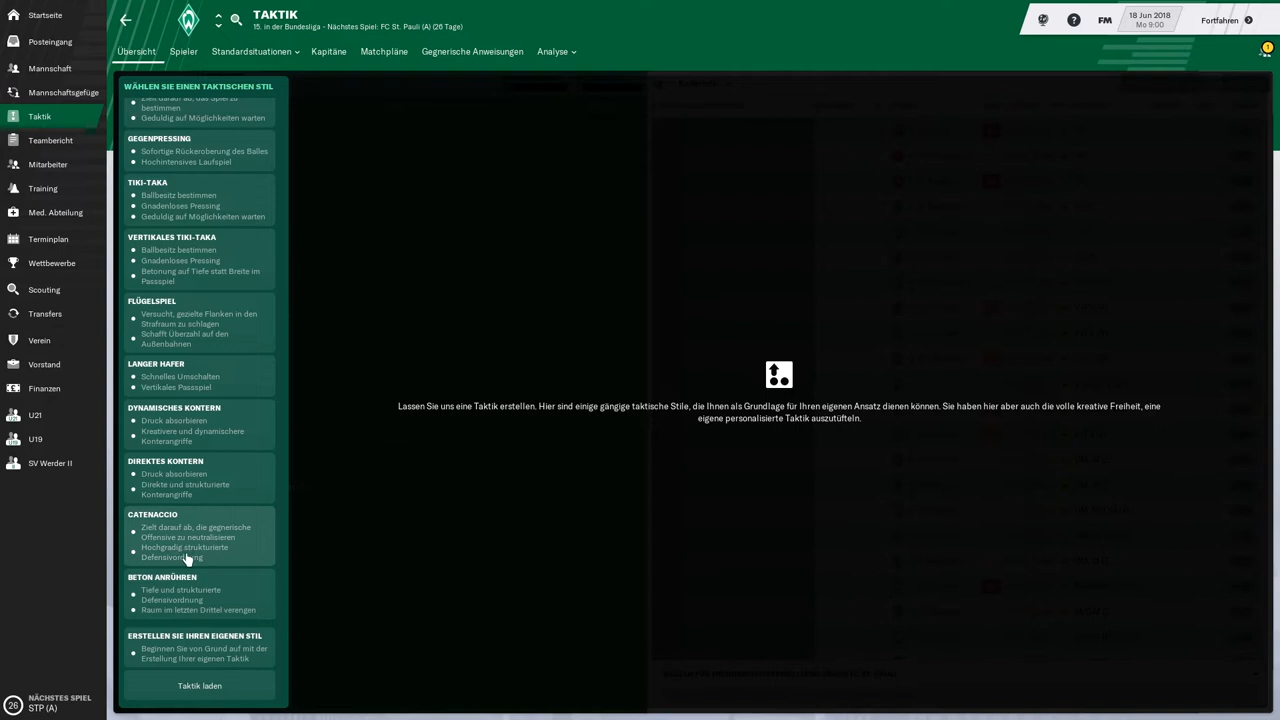 TAKTIK
15. in der Bundesliga - Nächstes Spiel: FC St. Pauli (A) (26 Tage)
FM
18 Jun 2018
Mo 9:00
Fortfahren
Übersicht
Spieler
Standardsituationen
Kapitäne
Matchpläne
Gegnerische Anweisungen
Analyse
Startseite
Posteingang
Mannschaft
Mannschaftsgefüge
Taktik
Teambericht
Mitarbeiter
Training
Med. Abteilung
Terminplan
Wettbewerbe
Scouting
Transfers
Verein
Vorstand
Finanzen
U21
U19
SV Werder II
26
NÄCHSTES SPIEL
STP (A)
WÄHLEN SIE EINEN TAKTISCHEN STIL
Zielt darauf ab, das Spiel zu
bestimmen
Geduldig auf Möglichkeiten warten
GEGENPRESSING
Sofortige Rückeroberung des Balles
Hochintensives Laufspiel
TIKI-TAKA
Ballbesitz bestimmen
Gnadenloses Pressing
Geduldig auf Möglichkeiten warten
VERTIKALES TIKI-TAKA
Ballbesitz bestimmen
Gnadenloses Pressing
Betonung auf Tiefe statt Breite im
Passspiel
FLÜGELSPIEL
Versucht, gezielte Flanken in den
Strafraum zu schlagen
Schafft Überzahl auf den
Außenbahnen
LANGER HAFER
Schnelles Umschalten
Vertikales Passspiel
DYNAMISCHES KONTERN
Druck absorbieren
Kreativere und dynamischere
Konterangriffe
DIREKTES KONTERN
Druck absorbieren
Direkte und strukturierte
Konterangriffe
CATENACCIO
Zielt darauf ab, die gegnerische
Offensive zu neutralisieren
Hochgradig strukturierte
Defensivordnung
BETON ANRÜHREN
Tiefe und strukturierte
Defensivordnung
Raum im letzten Drittel verengen
ERSTELLEN SIE IHREN EIGENEN STIL
Beginnen Sie von Grund auf mit der
Erstellung Ihrer eigenen Taktik
Taktik laden
Lassen Sie uns eine Taktik erstellen. Hier sind einige gängige taktische Stile, die Ihnen als Grundlage für Ihren eigenen Ansatz dienen können. Sie haben hier aber auch die volle kreative Freiheit, eine
eigene personalisierte Taktik auszutüfteln.